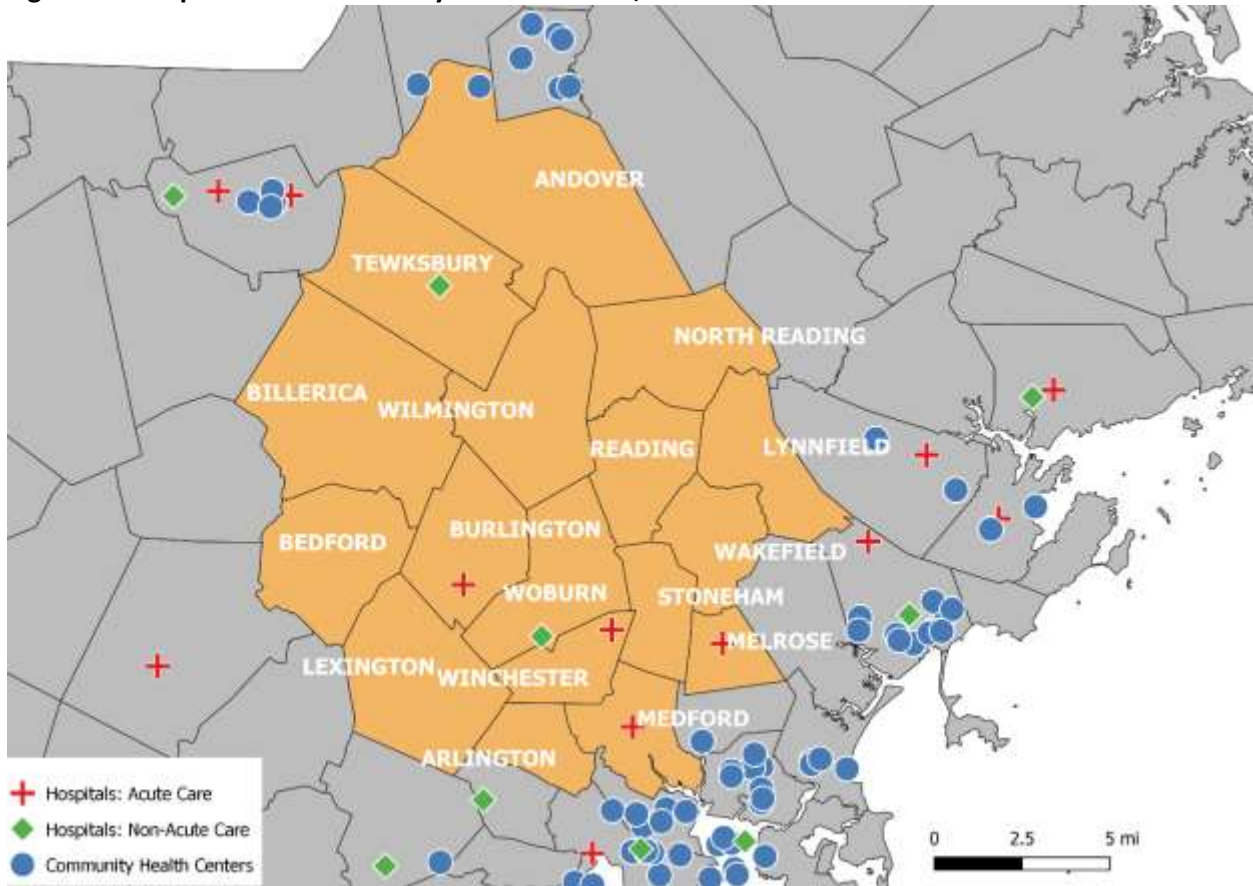 ANDOVER
TEWKSBURY
NORTH READING
BILLERICA
WILMINGTON
READING
LYNNFIELD
BURLINGTON
BEDFORD
WAKEFIELD
WOBURN
STONEHAM
MELROSE
LEXINGTON
WINCHESTER
MEDFORD
ARLINGTON
Hospitals: Acute Care
Hospitals: Non-Acute Care
Community Health Centers
0 2.5 5 mi